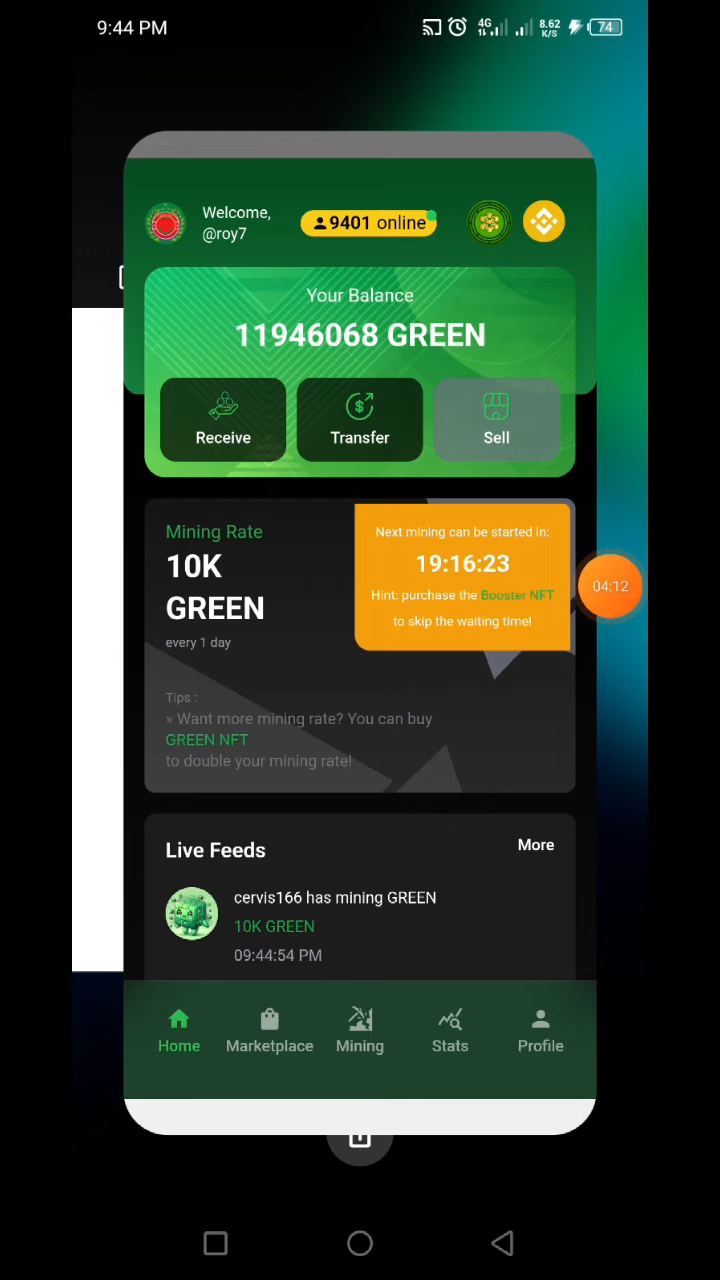 9:44 PM
4G
8.62
K/S
74
Welcome,
@roy7
9401 online
Your Balance
11946068 GREEN
Receive
Transfer
Sell
Mining Rate
10K
GREEN
every 1 day
Next mining can be started in:
19:16:23
Hint: purchase the Booster NFT
to skip the waiting time!
04:12
Tips :
» Want more mining rate? You can buy
GREEN NFT
to double your mining rate!
Live Feeds
More
cervis166 has mining GREEN
10K GREEN
09:44:54 PM
Home
Marketplace
Mining
Stats
Profile